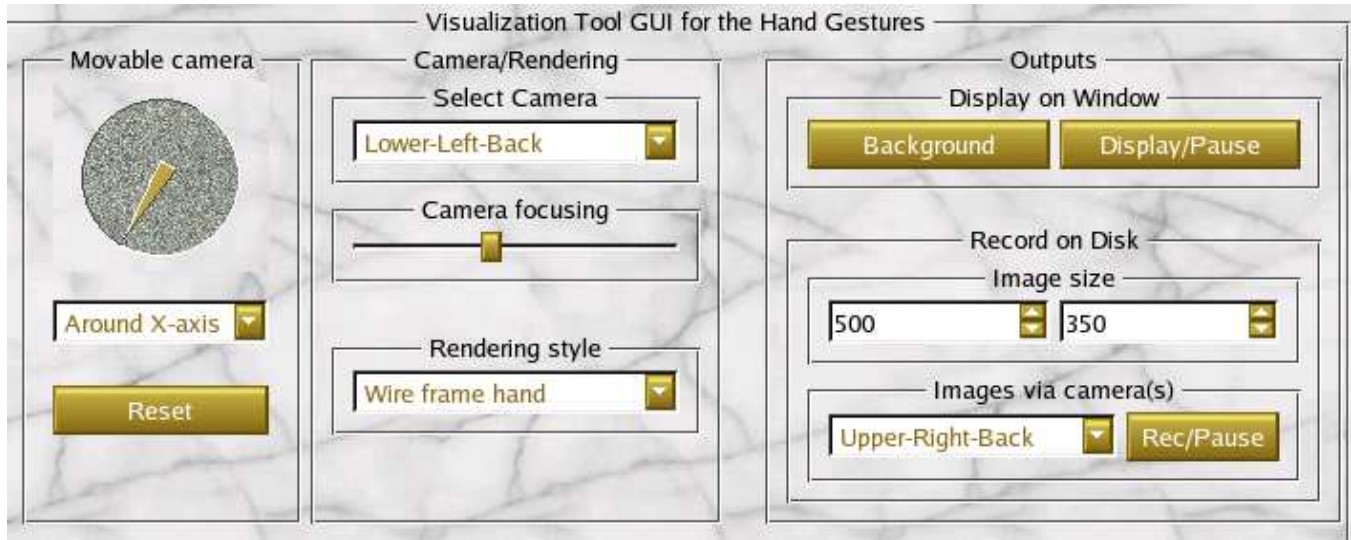 Visualization Tool GUI for the Hand Gestures
Movable camera
Around X-axis
Reset
Camera/Rendering
Select Camera
Lower-Left-Back
Camera focusing
Rendering style
Wire frame hand
Outputs
Display on Window
Background
Display/Pause
Record on Disk
Image size
500
350
Images via camera(s)
Upper-Right-Back
Rec/Pause